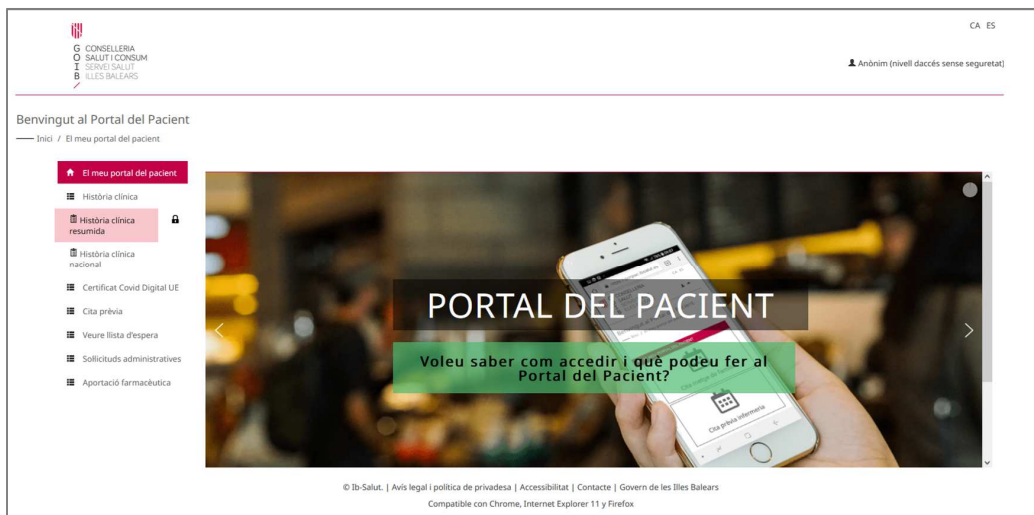 CA ES
G CONSELLERIA
O SALUT I CONSUM
I SERVEI SALUT
B ILLES BALEARS
Anònim (nivell daccés sense seguretat)
Benvingut al Portal del Pacient
Inici / El meu portal del pacient
El meu portal del pacient
Història clínica
Història clínica
resumida
Història clínica
nacional
Certificat Covid Digital UE
Cita prèvia
Veure llista d'espera
Sol·licituds administratives
Aportació farmacèutica
PORTAL DEL PACIENT
Voleu saber com accedir i què podeu fer al
Portal del Pacient?
Cita prèvia infermeria
© Ib-Salut. | Avís legal i política de privadesa | Accessibilitat | Contacte | Govern de les Illes Balears
Compatible con Chrome, Internet Explorer 11 y Firefox